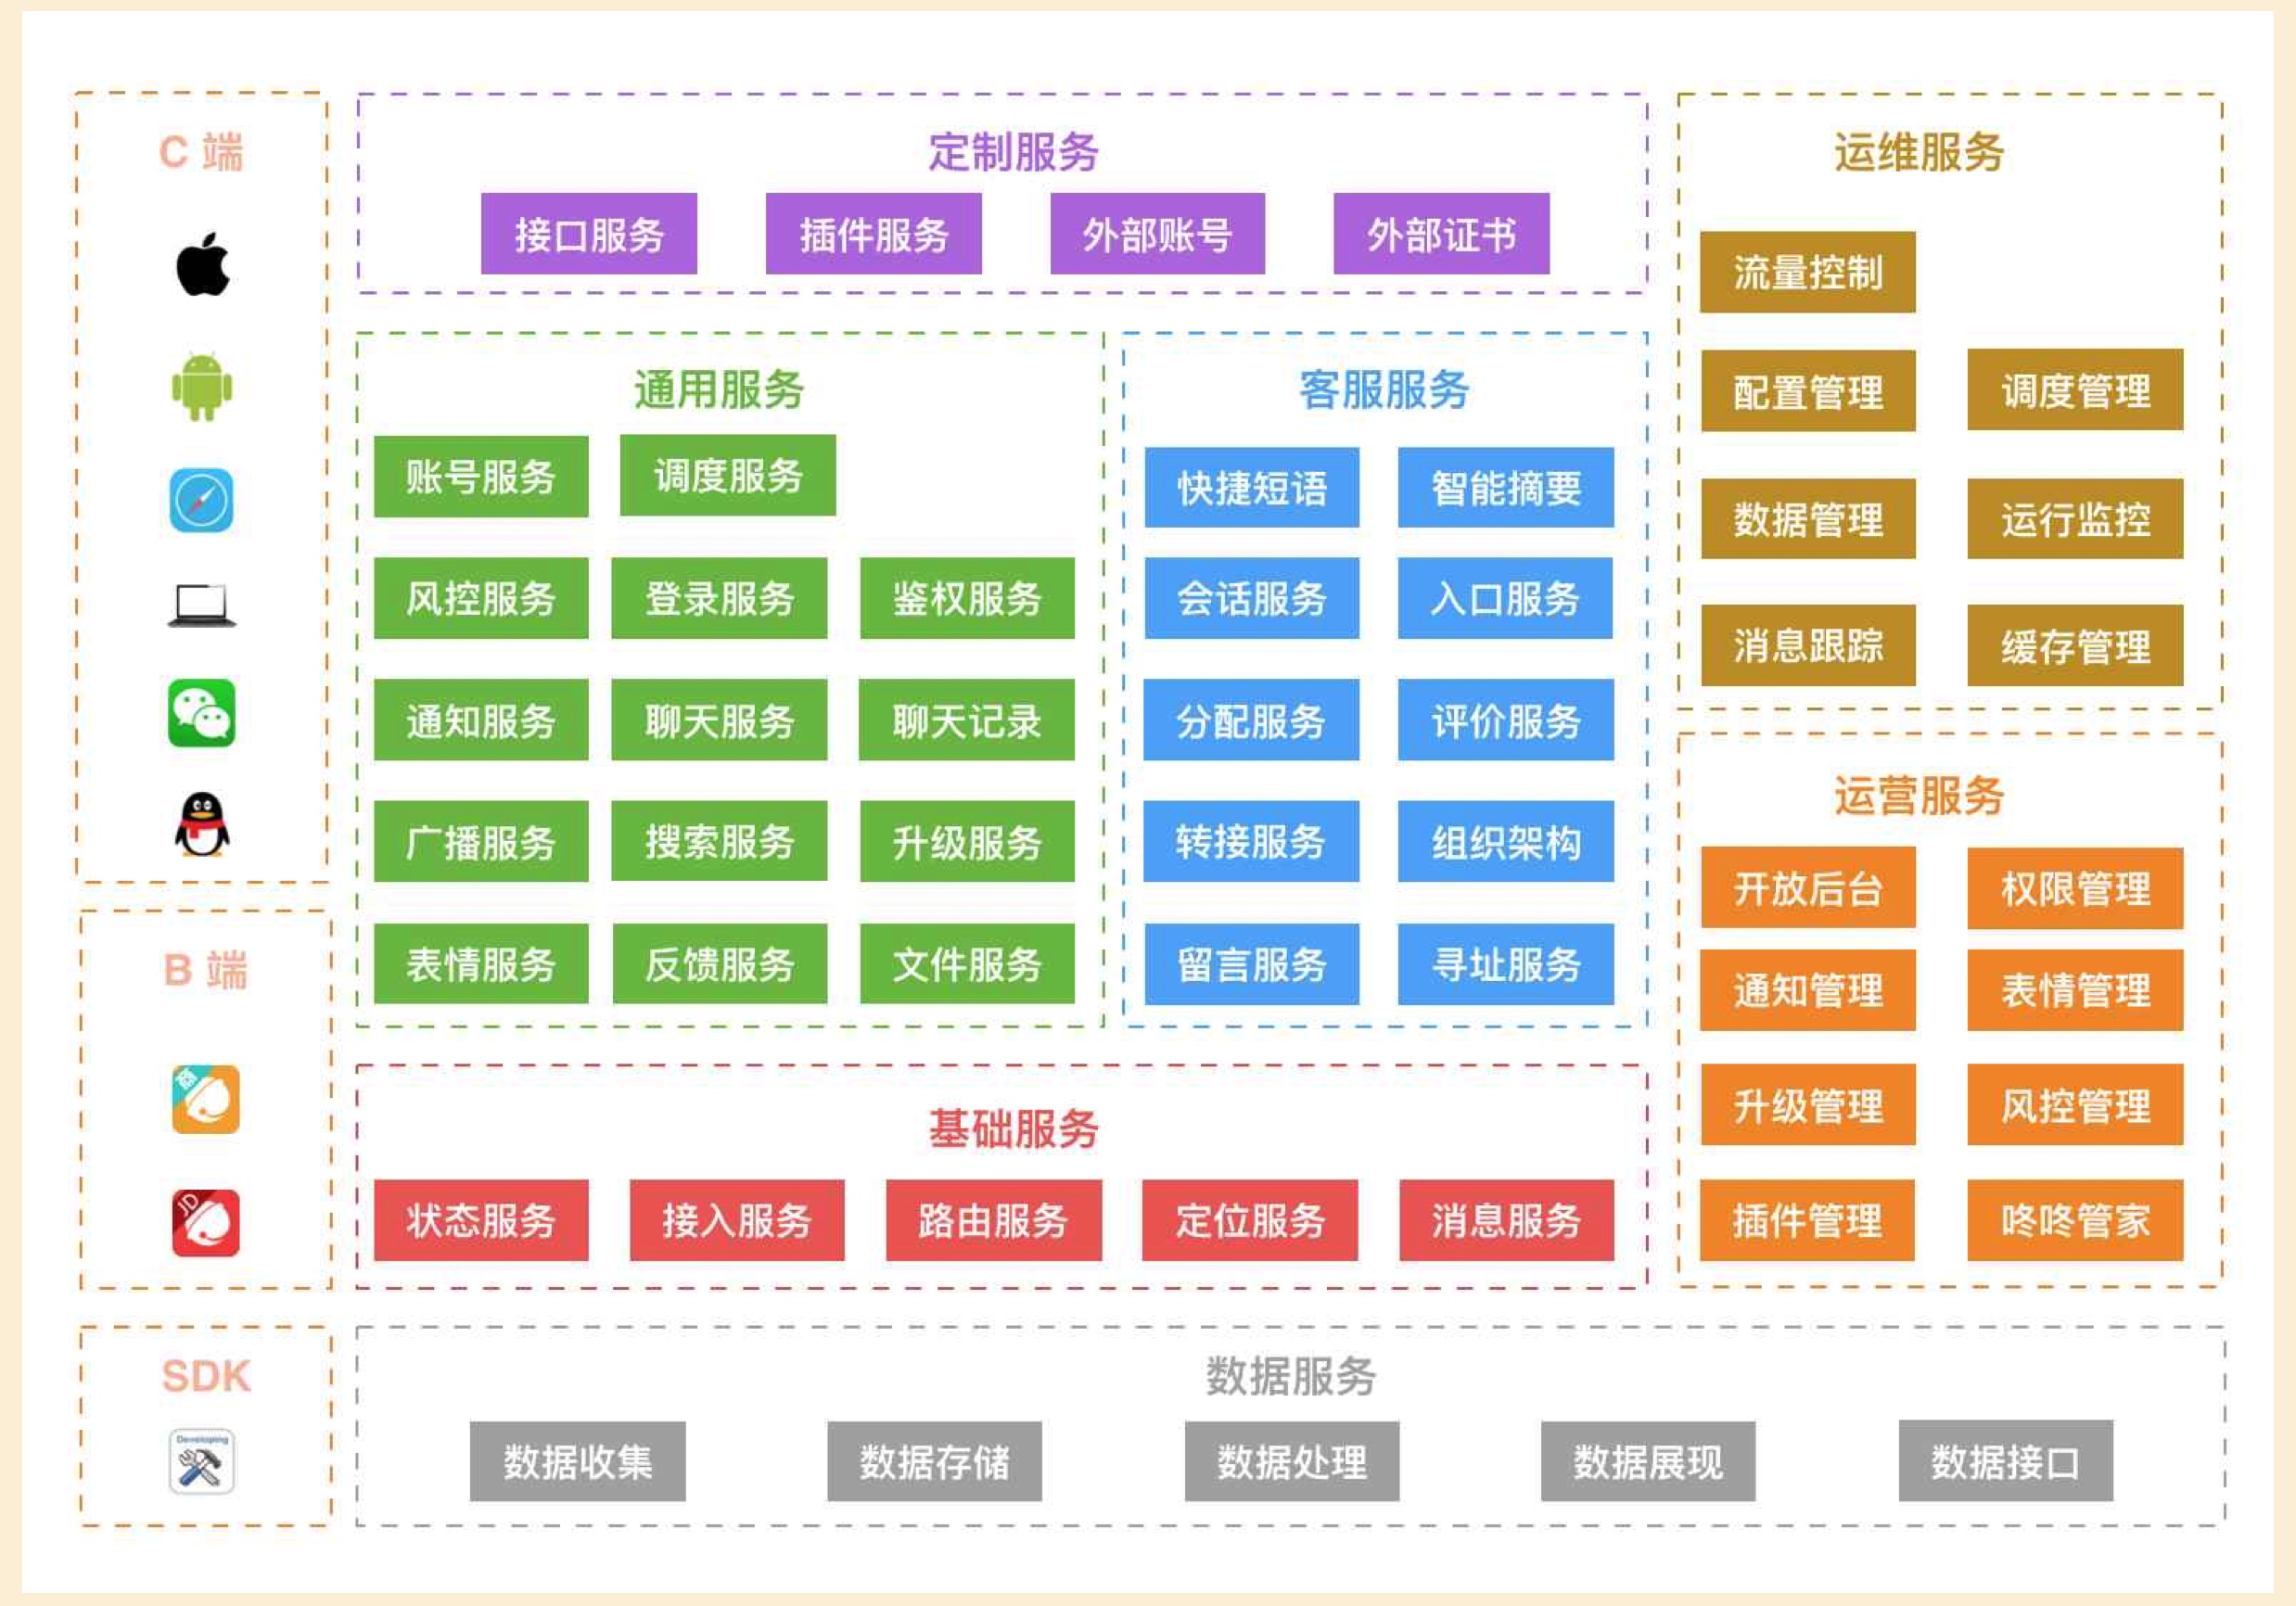 C 端
B 端
商
JD
SDK
Developing
定制服务
接口服务 插件服务 外部账号 外部证书
通用服务
账号服务 调度服务
风控服务 登录服务 鉴权服务
通知服务 聊天服务 聊天记录
广播服务 搜索服务 升级服务
表情服务 反馈服务 文件服务
客服服务
快捷短语 智能摘要
会话服务 入口服务
分配服务 评价服务
转接服务 组织架构
留言服务 寻址服务
基础服务
状态服务 接入服务 路由服务 定位服务 消息服务
运维服务
流量控制
配置管理 调度管理
数据管理 运行监控
消息跟踪 缓存管理
运营服务
开放后台 权限管理
通知管理 表情管理
升级管理 风控管理
插件管理 咚咚管家
数据服务
数据收集 数据存储 数据处理 数据展现 数据接口